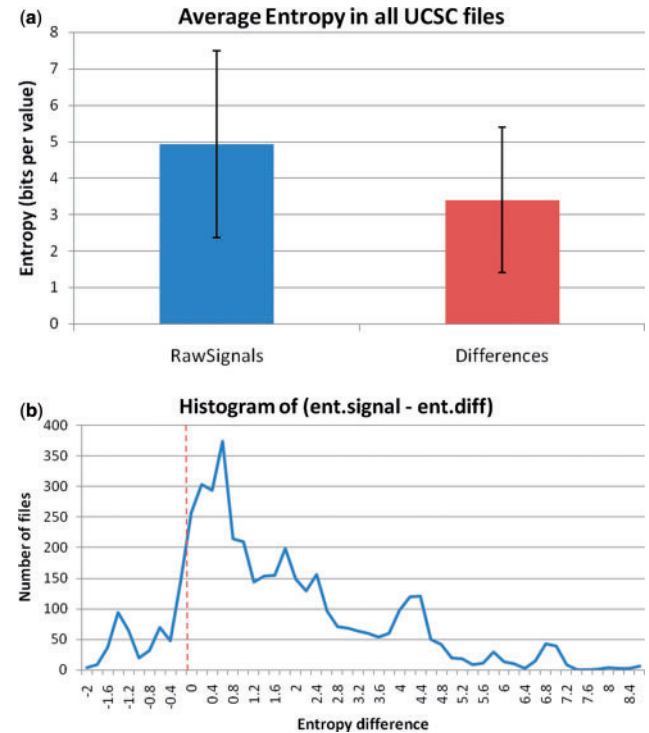 (a) Average Entropy in all UCSC files
Entropy (bits per value)
8
7
6
5
4
3
2
1
0
RawSignals Differences
(b) Histogram of (ent.signal - ent.diff)
Number of files
400
350
300
250
200
150
100
50
0
-2 -1.6 -1.2 -0.8 -0.4 0 0.4 0.8 1.2 1.6 2 2.4 2.8 3.2 3.6 4 4.4 4.8 5.2 5.6 6 6.4 6.8 7.2 7.6 8 8.4
Entropy difference